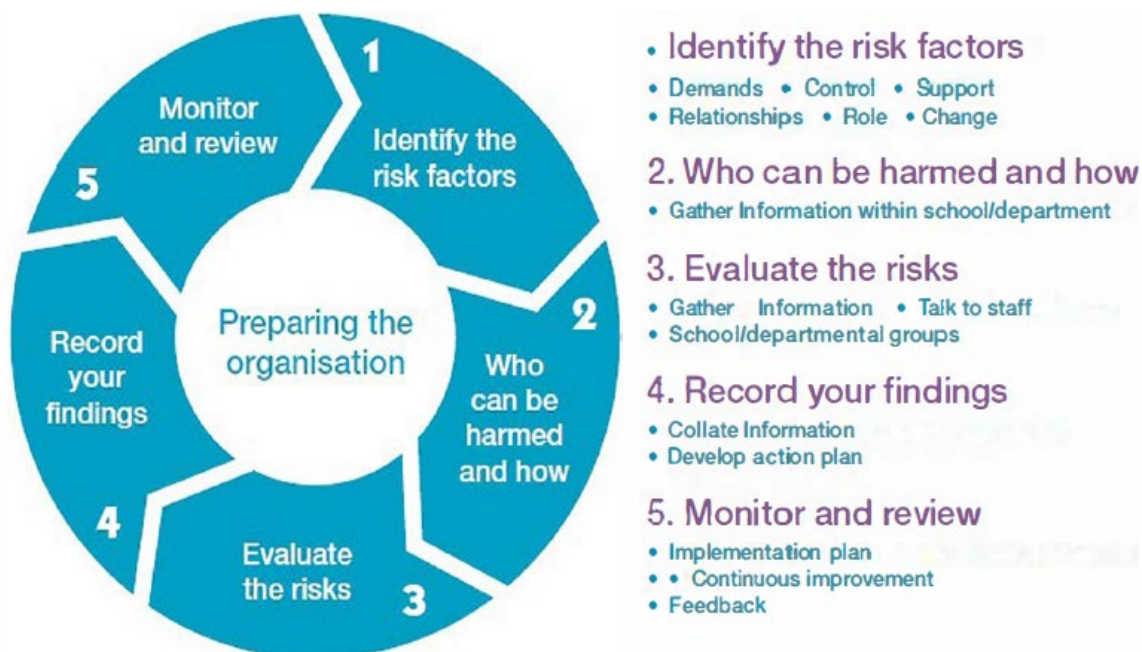 1
Identify the
risk factors
2
Who
can be
harmed
and how
Evaluate
the risks
3
Record
your
findings
4
Monitor
and review
5
Preparing the
organisation
• Identify the risk factors
• Demands • Control • Support
• Relationships • Role • Change
2. Who can be harmed and how
• Gather Information within school/department
3. Evaluate the risks
• Gather Information • Talk to staff
• School/departmental groups
4. Record your findings
• Collate Information
• Develop action plan
5. Monitor and review
• Implementation plan
• • Continuous improvement
• Feedback